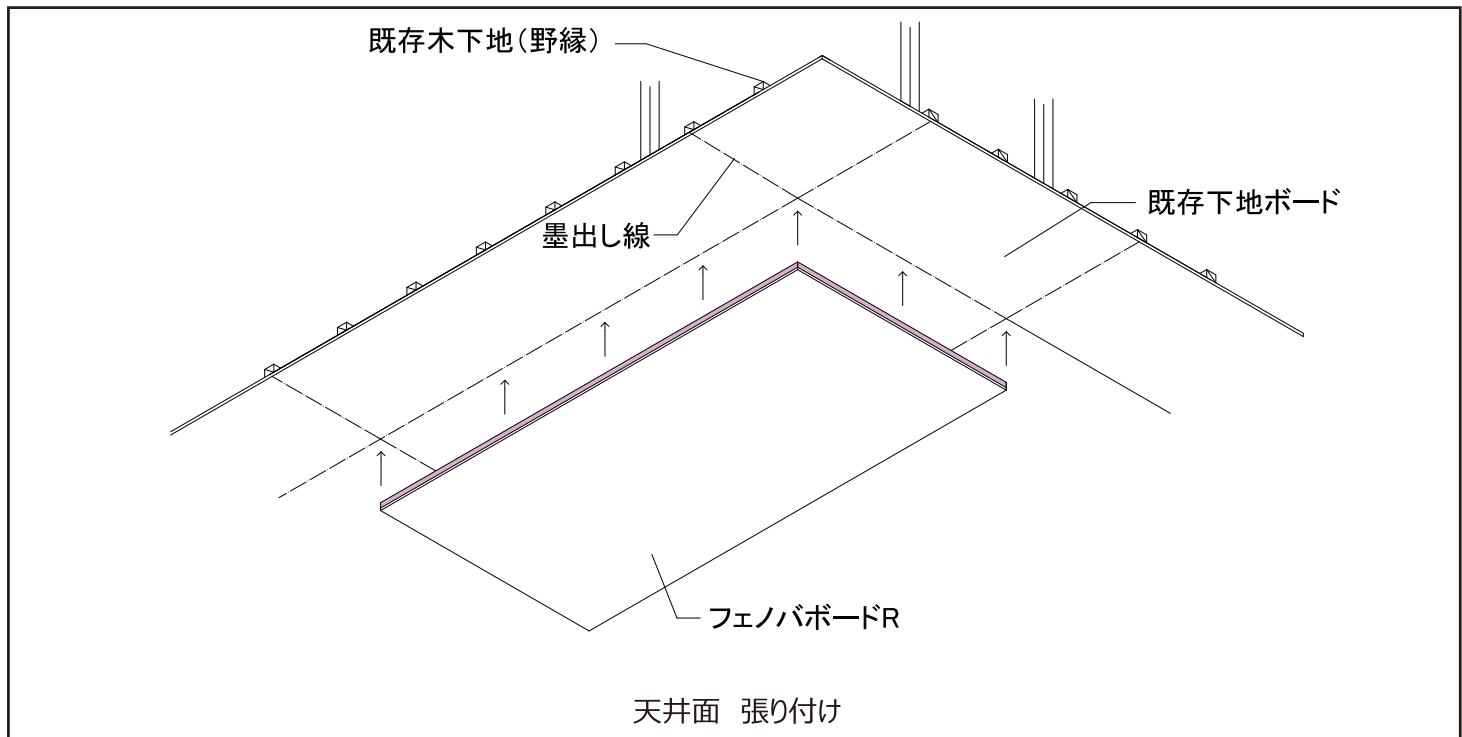 既存木下地（野縁）
既存下地ボード
墨出し線
フェノバボードR
天井面 張り付け